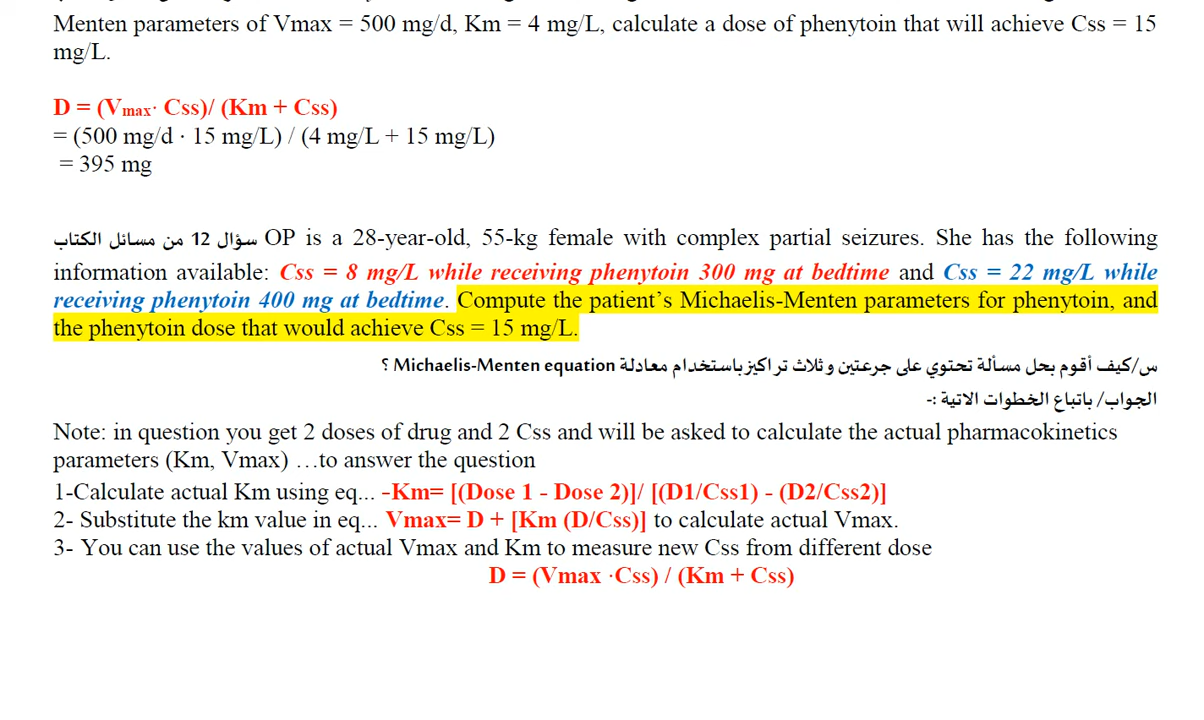 Menten parameters of Vmax = 500 mg/d, Km = 4 mg/L, calculate a dose of phenytoin that will achieve Css = 15
mg/L.
D = (Vmax· Css)/ (Km + Css)
= (500 mg/d · 15 mg/L) / (4 mg/L + 15 mg/L)
= 395 mg
سؤال 12 من مسائل الكتاب OP is a 28-year-old, 55-kg female with complex partial seizures. She has the following
information available: Css = 8 mg/L while receiving phenytoin 300 mg at bedtime and Css = 22 mg/L while
receiving phenytoin 400 mg at bedtime. Compute the patient’s Michaelis-Menten parameters for phenytoin, and
the phenytoin dose that would achieve Css = 15 mg/L.
س/كيف أقوم بحل مسألة تحتوي على جرعتين وثلاث تراكيز باستخدام معادلة Michaelis-Menten equation ؟
الجواب/ باتباع الخطوات الاتية :-
Note: in question you get 2 doses of drug and 2 Css and will be asked to calculate the actual pharmacokinetics
parameters (Km, Vmax) …to answer the question
1-Calculate actual Km using eq... -Km= [(Dose 1 - Dose 2)]/ [(D1/Css1) - (D2/Css2)]
2- Substitute the km value in eq... Vmax= D + [Km (D/Css)] to calculate actual Vmax.
3- You can use the values of actual Vmax and Km to measure new Css from different dose
D = (Vmax ·Css) / (Km + Css)